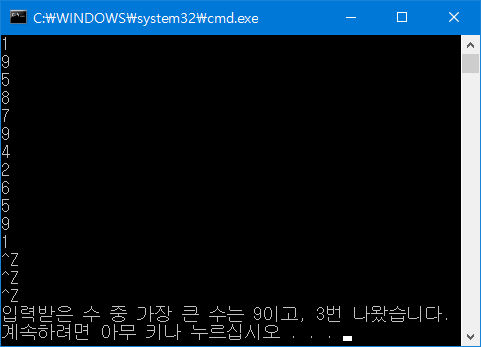 C:₩WINDOWS₩system32₩cmd.exe
1
9
5
8
7
9
4
2
6
5
9
1
^Z
^Z
^Z
입력받은 수 중 가장 큰 수는 9이고, 3번 나왔습니다.
계속하려면 아무 키나 누르십시오 . . .